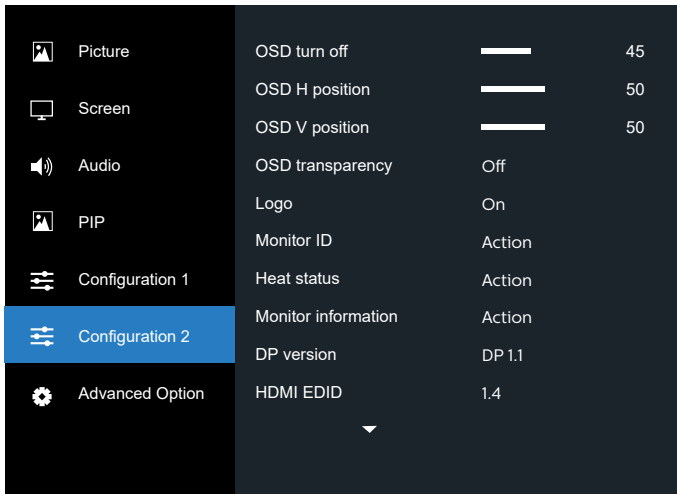 Picture
Screen
Audio
PIP
Configuration 1
Configuration 2
Advanced Option
OSD turn off 45
OSD H position 50
OSD V position 50
OSD transparency Off
Logo On
Monitor ID Action
Heat status Action
Monitor information Action
DP version DP 1.1
HDMI EDID 1.4